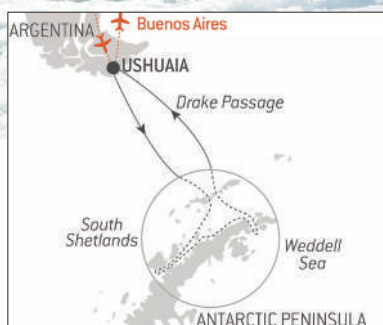 Buenos Aires
ARGENTINA
USHUAIA
Drake Passage
South
Shetlands
Weddell
Sea
ANTARCTIC PENINSULA